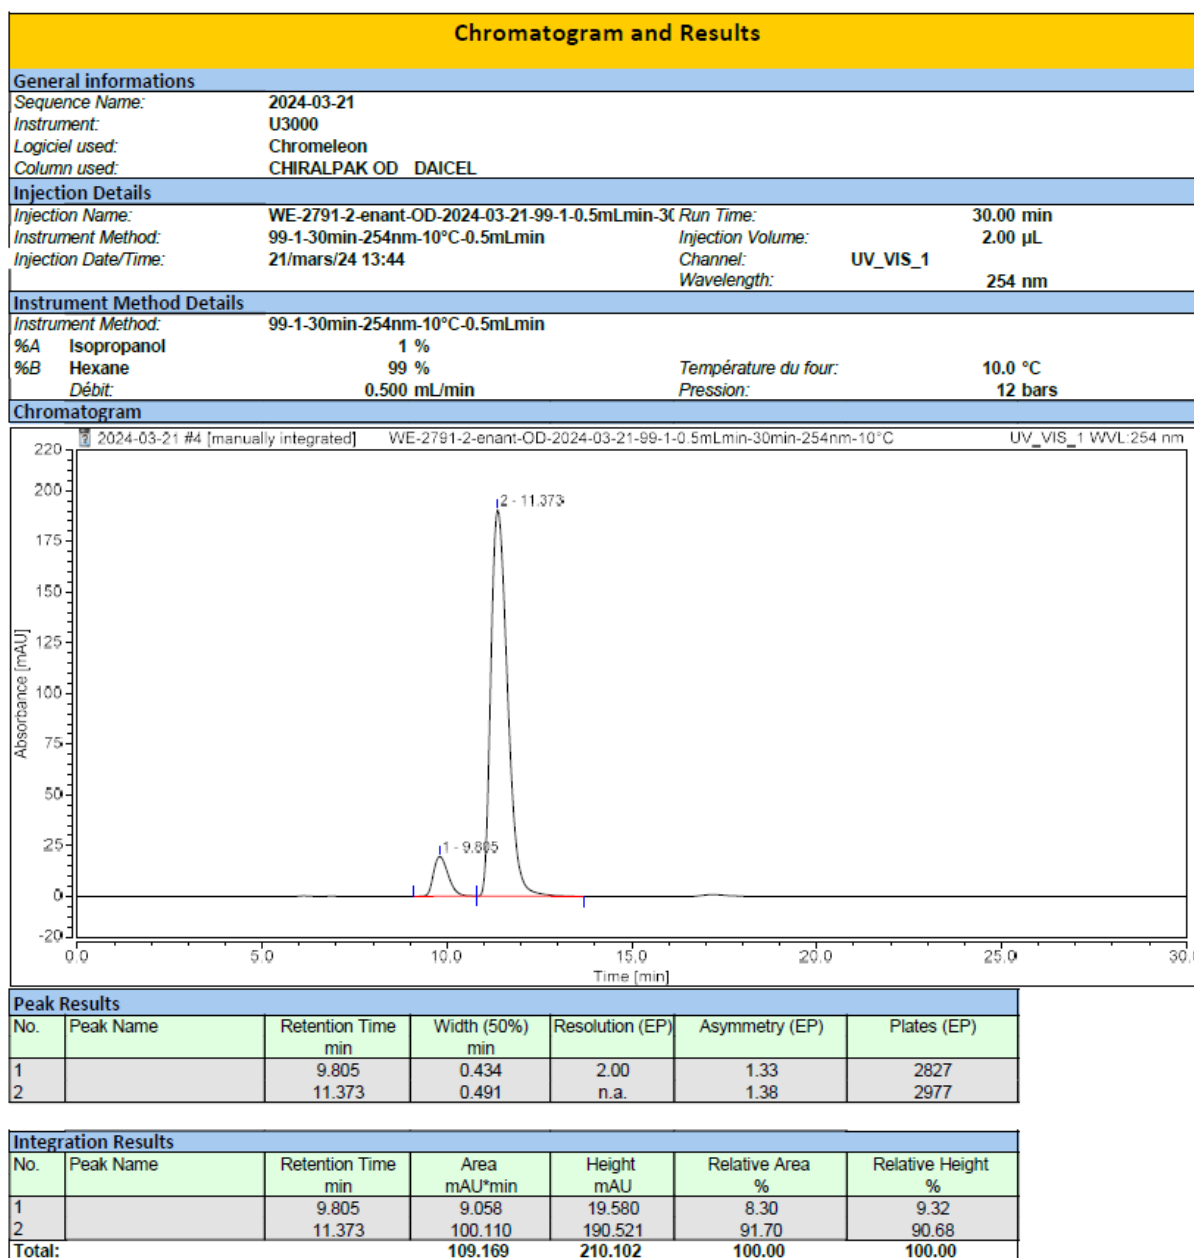 Chromatogram and Results
General informations
Sequence Name: 2024-03-21
Instrument: U3000
Logiciel used: Chromeleon
Column used: CHIRALPAK OD DAICEL
Injection Details
Injection Name: WE-2791-2-enant-OD-2024-03-21-99-1-0.5mLmin-30 Run Time: 30.00 min
Instrument Method: 99-1-30min-254nm-10°C-0.5mLmin Injection Volume: 2.00 µL
Injection Date/Time: 21/mars/24 13:44 Channel: UV_VIS_1
Wavelength: 254 nm
Instrument Method Details
Instrument Method: 99-1-30min-254nm-10°C-0.5mLmin
%A Isopropanol 1 %
%B Hexane 99 % Température du four: 10.0 °C
Débit: 0.500 mL/min Pression: 12 bars
Chromatogram
2024-03-21 #4 [manually integrated] WE-2791-2-enant-OD-2024-03-21-99-1-0.5mLmin-30min-254nm-10°C UV_VIS_1 WVL:254 nm
220
200
175
150
125
100
75
50
25
0
-20
Absorbance [mAU]
2 - 11.373
1 - 9.805
0.0 5.0 10.0 15.0 20.0 25.0 30.
Time [min]
Peak Results
No. Peak Name Retention Time Width (50%) Resolution (EP) Asymmetry (EP) Plates (EP)
min min
1 9.805 0.434 2.00 1.33 2827
2 11.373 0.491 n.a. 1.38 2977
Integration Results
No. Peak Name Retention Time Area Height Relative Area Relative Height
min mAU*min mAU % %
1 9.805 9.058 19.580 8.30 9.32
2 11.373 100.110 190.521 91.70 90.68
Total: 109.169 210.102 100.00 100.00